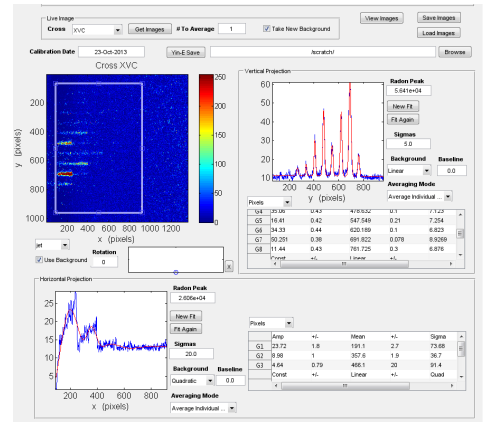 Live Image
Cross XVC Get Images # To Average 1 Take New Background
View Images Save Images
Load Images
Calibration Date 23-Oct-2013 Yin-E Save /scratch/ Browse
Cross XVC
250
200
150
100
50
0
200
400
600
800
1000
y (pixels)
200 400 600 800 1000 1200
x (pixels)
jet
Use Background
Rotation
0
x
Vertical Projection
60
50
40
30
20
10
200 400 600 800
y (pixels)
Radon Peak
5.641e+04
New Fit
Fit Again
Sigmas
5.0
Background Baseline
Linear 0.0
Averaging Mode
Average Individual ...
Pixels
G4 35.06 0.43 478.632 0.1 7.123
G5 16.41 0.42 547.549 0.21 7.254
G6 34.33 0.44 620.189 0.1 6.823
G7 50.251 0.38 691.822 0.078 8.9269
G8 11.44 0.43 761.725 0.3 6.876
Const +/- Linear +/-
Horizontal Projection
25
20
15
10
5
200 400 600 800
x (pixels)
Radon Peak
2.606e+04
New Fit
Fit Again
Sigmas
20.0
Background Baseline
Quadratic 0.0
Averaging Mode
Average Individual ...
Pixels
Amp +/- Mean +/- Sigma
G1 23.72 1.8 191.1 2.7 73.68
G2 8.98 1 357.6 1.9 36.7
G3 4.64 0.79 466.1 20 91.4
Const +/- Linear +/- Quad